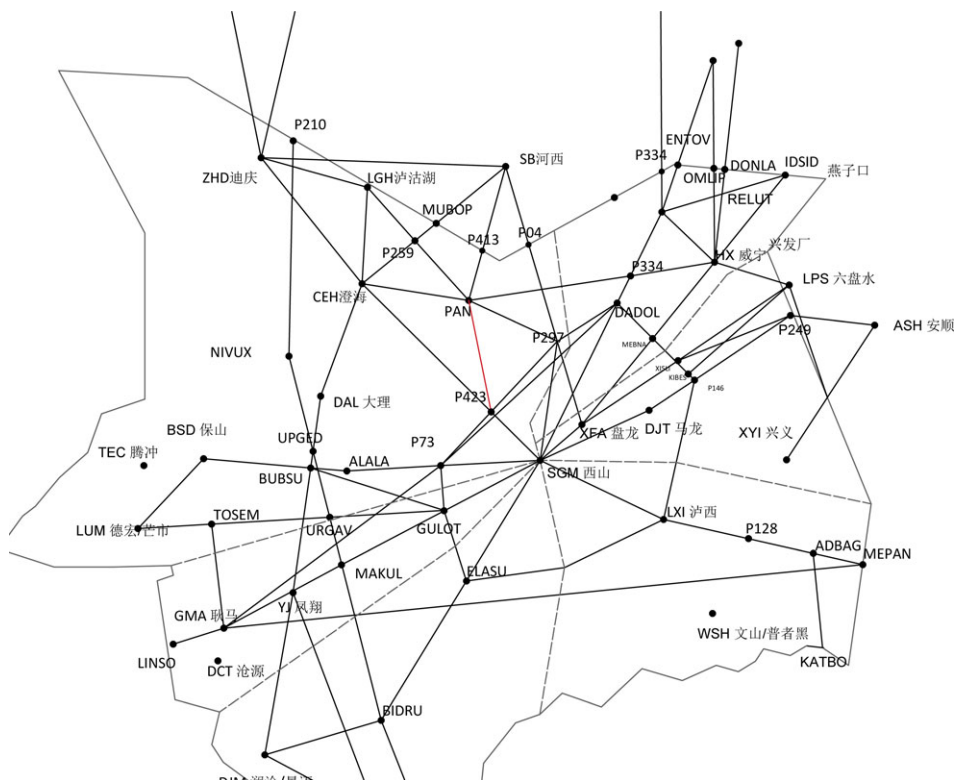 P210
ENTOV
SB河西
P334
DONLA
IDSID
燕子口
ZHD迪庆
LGH泸沽湖
OMLIP
RELUT
MUBOP
P413
P04
P259
HX 威宁
兴发厂
P334
LPS 六盘水
CEH澄海
PAN
DADOL
P249
ASH 安顺
P297
MEBNA
NIVUX
XISLI
KIBES
P146
DAL 大理
P423
XFA 盘龙
DJT 马龙
BSD 保山
UPGED
P73
XYI 兴义
TEC 腾冲
ALALA
BUBSU
SGM 西山
LUM 德宏/芒市
TOSEM
URGAV
GULOT
LXI 泸西
P128
ADBAG
MEPAN
MAKUL
ELASU
GMA 耿马
YJ 凤翔
WSH 文山/普者黑
LINSO
DCT 沧源
KATBO
BIDRU